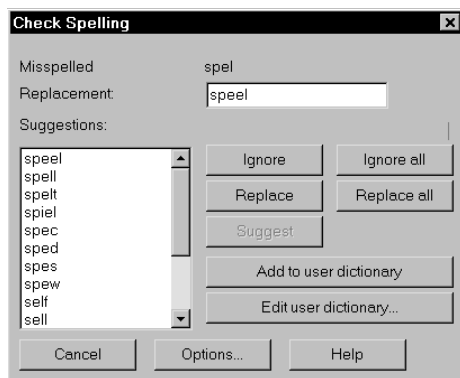 Check Spelling
Misspelled spel
Replacement: speel
Suggestions:
speel
spell
spelt
spiel
spec
sped
spes
spew
self
sell
Ignore Ignore all
Replace Replace all
Suggest
Add to user dictionary
Edit user dictionary...
Cancel Options... Help